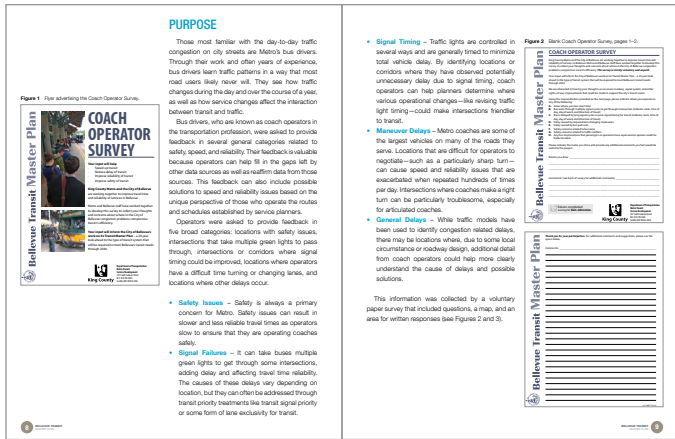 PURPOSE
Those most familiar with the day-to-day traffic
congestion on city streets are Metro's bus drivers.
Through their work and often years of experience,
bus drivers learn traffic patterns in a way that most
road users likely never will. They see how traffic
changes during the day and over the course of a year,
as well as how service changes affect the interaction
between transit and traffic.
Bus drivers, who are known as coach operators in
the transportation profession, were asked to provide
feedback in several general categories related to
safety, speed, and reliability. Their feedback is valuable
because operators can help fill in the gaps left by
other data sources as well as reaffirm data from those
sources. This feedback can also include possible
solutions to speed and reliability issues based on the
unique perspective of those who operate the routes
and schedules established by service planners.
Operators were asked to provide feedback in
five broad categories: locations with safety issues,
intersections that take multiple green lights to pass
through, intersections or corridors where signal
timing could be improved, locations where operators
have a difficult time turning or changing lanes, and
locations where other delays occur.
• Safety Issues – Safety is always a primary
concern for Metro. Safety issues can result in
slower and less reliable travel times as operators
slow to ensure that they are operating coaches
safely.
• Signal Failures – It can take buses multiple
green lights to get through some intersections,
adding delay and affecting travel time reliability.
The causes of these delays vary depending on
location, but they can often be addressed through
transit priority treatments like transit signal priority
or some form of lane exclusivity for transit.
Figure 1 Flyer advertising the Coach Operator Survey.
Bellevue Transit Master Plan
COACH
OPERATOR
SURVEY
Your input will help:
King County
8
BELLEVUE TRANSIT
• Signal Timing – Traffic lights are controlled in
several ways and are generally timed to minimize
total vehicle delay. By identifying locations or
corridors where they have observed potentially
unnecessary delay due to signal timing, coach
operators can help planners determine where
various operational changes—like revising traffic
light timing—could make intersections friendlier
to transit.
• Maneuver Delays – Metro coaches are some of
the largest vehicles on many of the roads they
serve. Locations that are difficult for operators to
negotiate—such as a particularly sharp turn—
can cause speed and reliability issues that are
exacerbated when repeated hundreds of times
per day. Intersections where coaches make a right
turn can be particularly troublesome, especially
for articulated coaches.
• General Delays – While traffic models have
been used to identify congestion related delays,
there may be locations where, due to some local
circumstance or roadway design, additional detail
from coach operators could help more clearly
understand the cause of delays and possible
solutions.
This information was collected by a voluntary
paper survey that included questions, a map, and an
area for written responses (see Figures 2 and 3).
Figure 2 Blank Coach Operator Survey, pages 1–2.
Bellevue Transit Master Plan
COACH OPERATOR SURVEY
King County
Bellevue Transit Master Plan
BELLEVUE TRANSIT
9